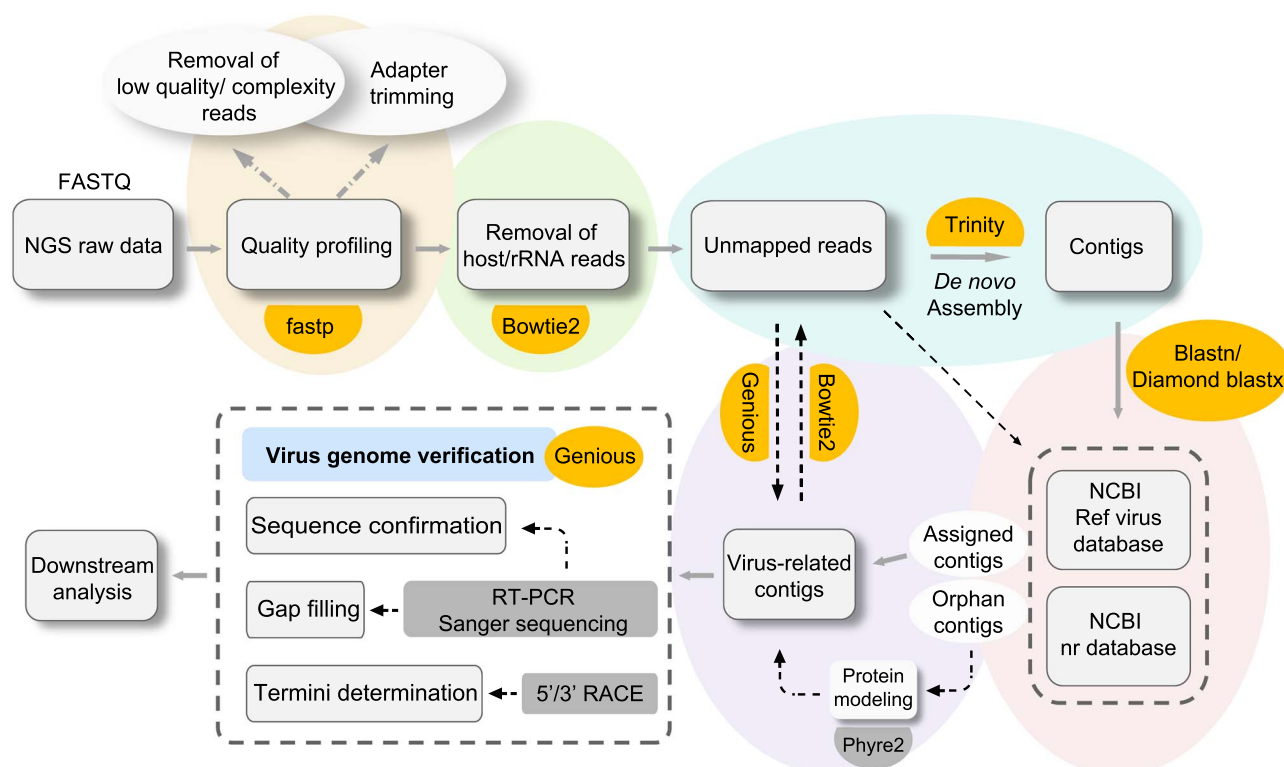 Removal of
low quality/ complexity
reads
Adapter
trimming
FASTQ
NGS raw data
Quality profiling
fastp
Removal of
host/rRNA reads
Bowtie2
Unmapped reads
Trinity
De novo
Assembly
Contigs
Blastn/
Diamond blastx
Genious
Bowtie2
NCBI
Ref virus
database
NCBI
nr database
Assigned
contigs
Orphan
contigs
Virus-related
contigs
Protein
modeling
Phyre2
Virus genome verification
Genious
Sequence confirmation
RT-PCR
Sanger sequencing
Gap filling
Termini determination
5’/3’ RACE
Downstream
analysis